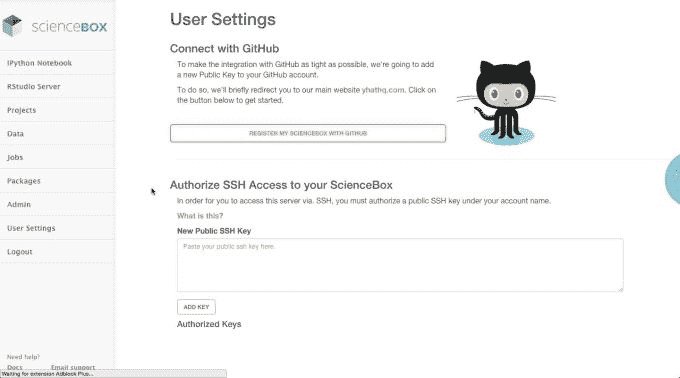 scienceBOX
IPython Notebook
RStudio Server
Projects
Data
Jobs
Packages
Admin
User Settings
Logout
Need help?
Docs
Email support
Waiting for extension Adblock Plus...
User Settings
Connect with GitHub
To make the integration with GitHub as tight as possible, we're going to add
a new Public Key to your GitHub account.
To do so, we'll briefly redirect you to our main website yhathq.com. Click on
the button below to get started.
REGISTER MY SCIENCEBOX WITH GITHUB
Authorize SSH Access to your ScienceBox
In order for you to access this server via. SSH, you must authorize a public SSH key under your account name.
What is this?
New Public SSH Key
Paste your public ssh key here.
ADD KEY
Authorized Keys